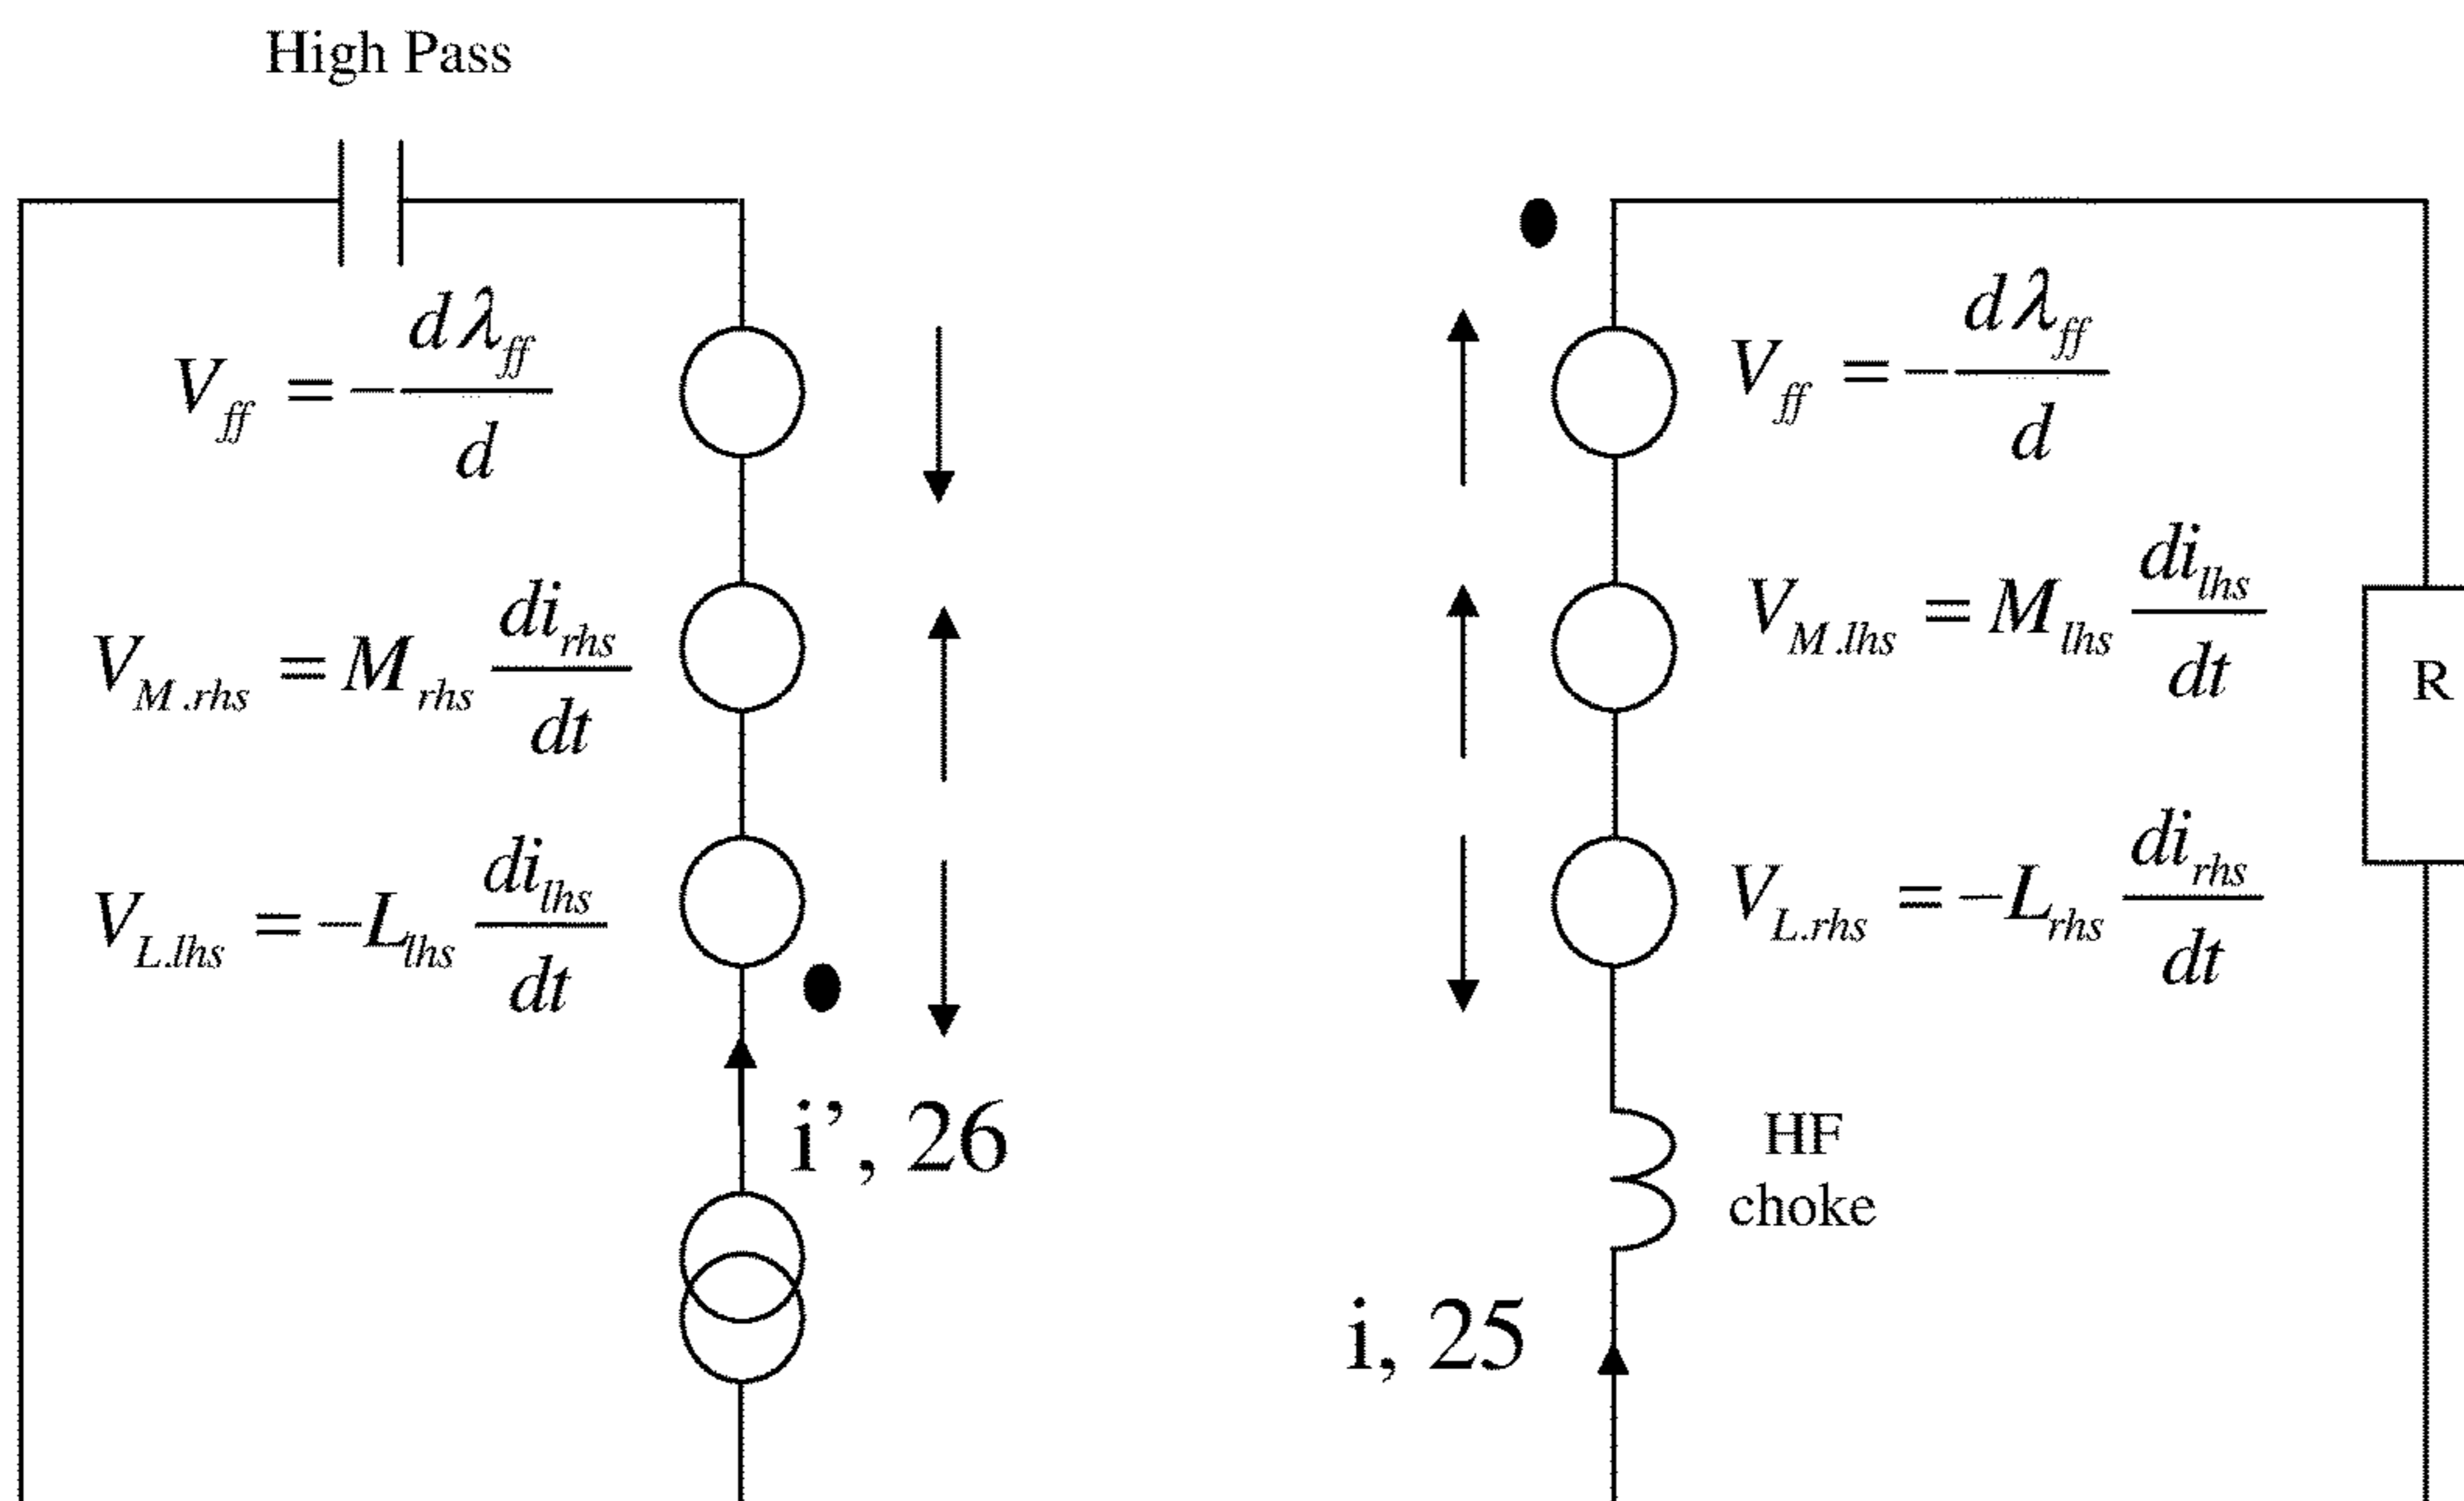 High Pass
V_ff = -dλ_ff/d
V_M.rhs = M_rhs di_rhs/dt
V_L.lhs = -L_lhs di_lhs/dt
i', 26
V_ff = -dλ_ff/d
V_M.lhs = M_lhs di_lhs/dt
R
V_L.rhs = -L_rhs di_rhs/dt
HF
choke
i, 25